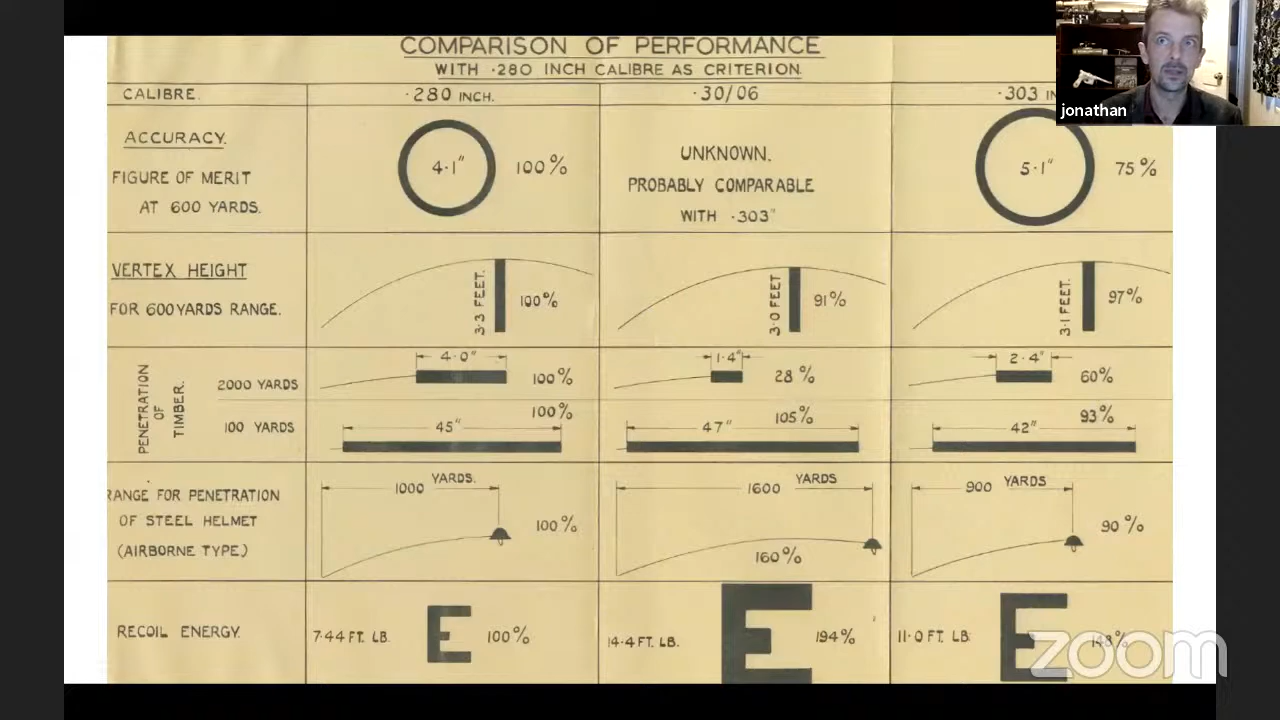 COMPARISON OF PERFORMANCE
WITH ·280 INCH CALIBRE AS CRITERION.
CALIBRE. ·280 INCH. ·30/06 ·303 IN
jonathan
ACCURACY.
FIGURE OF MERIT
AT 600 YARDS.
4·1" 100%
UNKNOWN.
PROBABLY COMPARABLE
WITH ·303"
5·1" 75%
VERTEX HEIGHT
FOR 600 YARDS RANGE.
3·3 FEET. 100%
3·0 FEET 91%
3·1 FEET. 97%
PENETRATION
OF
TIMBER.
2000 YARDS
4·0" 100%
1·4" 28%
2·4" 60%
100 YARDS
45" 100%
47" 105%
42" 93%
RANGE FOR PENETRATION
OF STEEL HELMET
(AIRBORNE TYPE)
1000 YARDS. 100%
1600 YARDS 160%
900 YARDS 90%
RECOIL ENERGY.
7·44 FT. LB. E 100%
14·4 FT. LB. E 194%
11·0 FT. LB E 148%
zoom